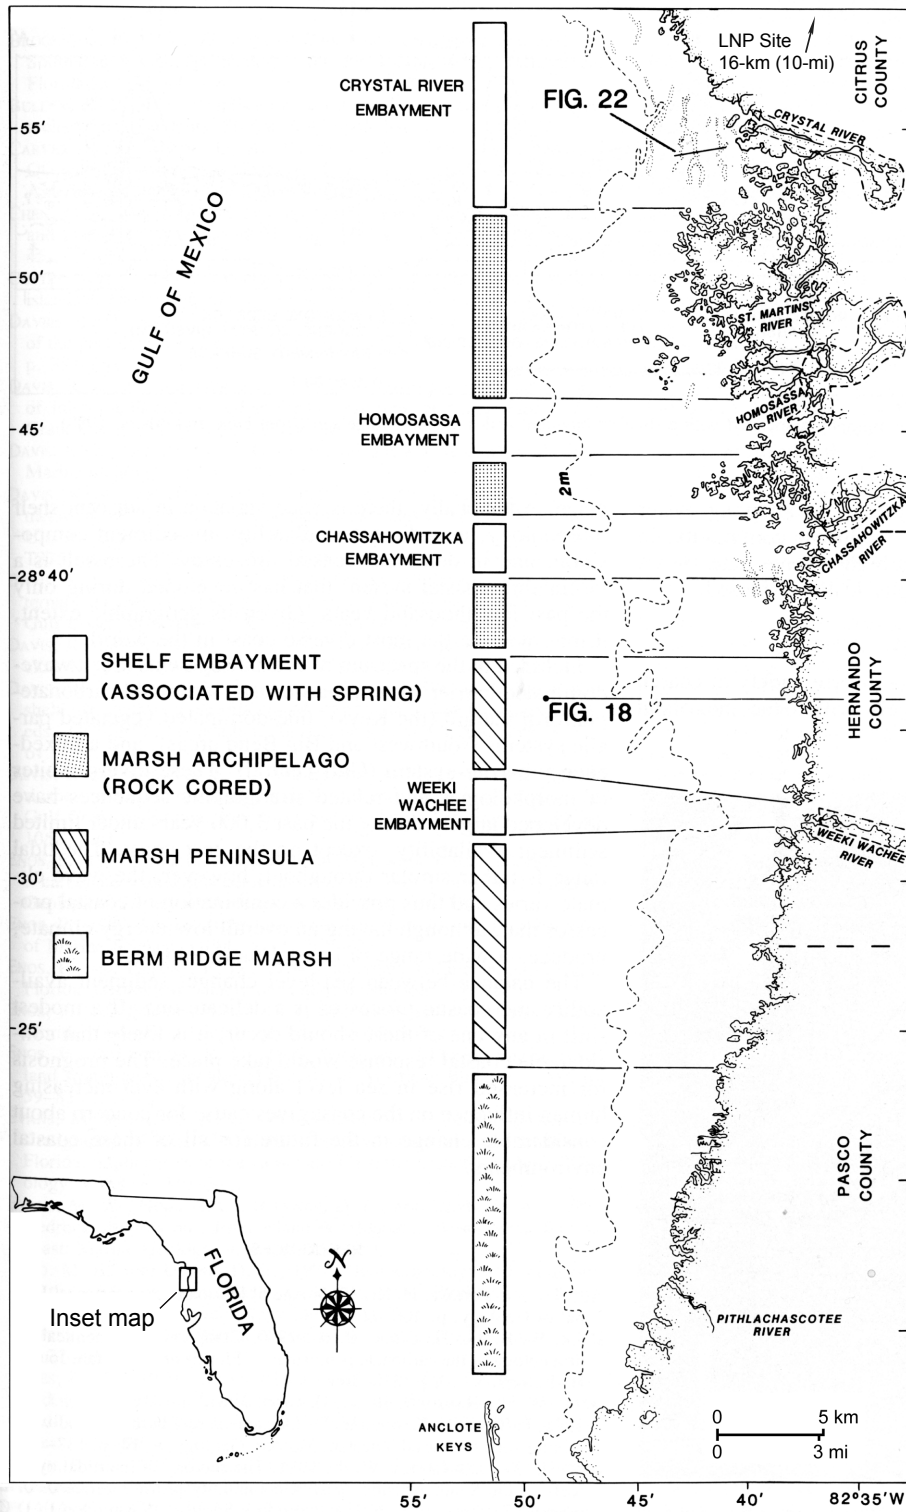 LNP Site
16-km (10-mi)
CITRUS
COUNTY
CRYSTAL RIVER
EMBAYMENT
FIG. 22
CRYSTAL RIVER
55′
GULF OF MEXICO
50′
ST. MARTINS
RIVER
HOMOSASSA
RIVER
HOMOSASSA
EMBAYMENT
45′
2m
CHASSAHOWITZKA
RIVER
CHASSAHOWITZKA
EMBAYMENT
28°40′
SHELF EMBAYMENT
(ASSOCIATED WITH SPRING)
HERNANDO
COUNTY
FIG. 18
MARSH ARCHIPELAGO
(ROCK CORED)
WEEKI
WACHEE
EMBAYMENT
WEEKI WACHEE
RIVER
MARSH PENINSULA
30′
BERM RIDGE MARSH
25′
PASCO
COUNTY
FLORIDA
N
Inset map
PITHLACHASCOTEE
RIVER
ANCLOTE
KEYS
0 5 km
0 3 mi
55′ 50′ 45′ 40′ 82°35′W